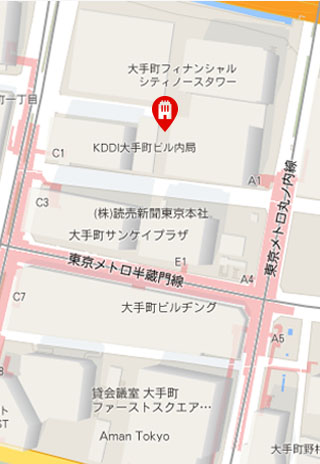 大手町フィナンシャル
シティノースタワー
町一丁目
KDDI大手町ビル内局
C1
A1
東京メトロ丸ノ内線
C3
(株)読売新聞東京本社
大手町サンケイプラザ
東京メトロ半蔵門線
E1
A4
C7
大手町ビルヂング
A5
貸会議室 大手町
ファーストスクエア…
大手町野村
ト
ST
Aman Tokyo